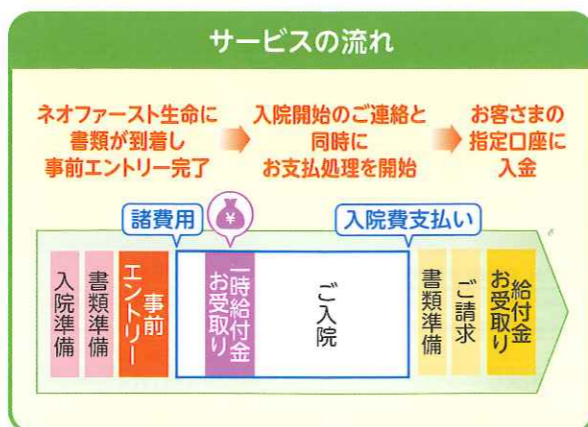 サービスの流れ
ネオファースト生命に
書類が到着し
事前エントリー完了
入院開始のご連絡と
同時に
お支払処理を開始
お客さまの
指定口座に
入金
諸費用
¥
入院費支払い
入院準備
書類準備
事前
エントリー
一時給付金
お受取り
ご入院
書類準備
ご請求
給付金
お受取り